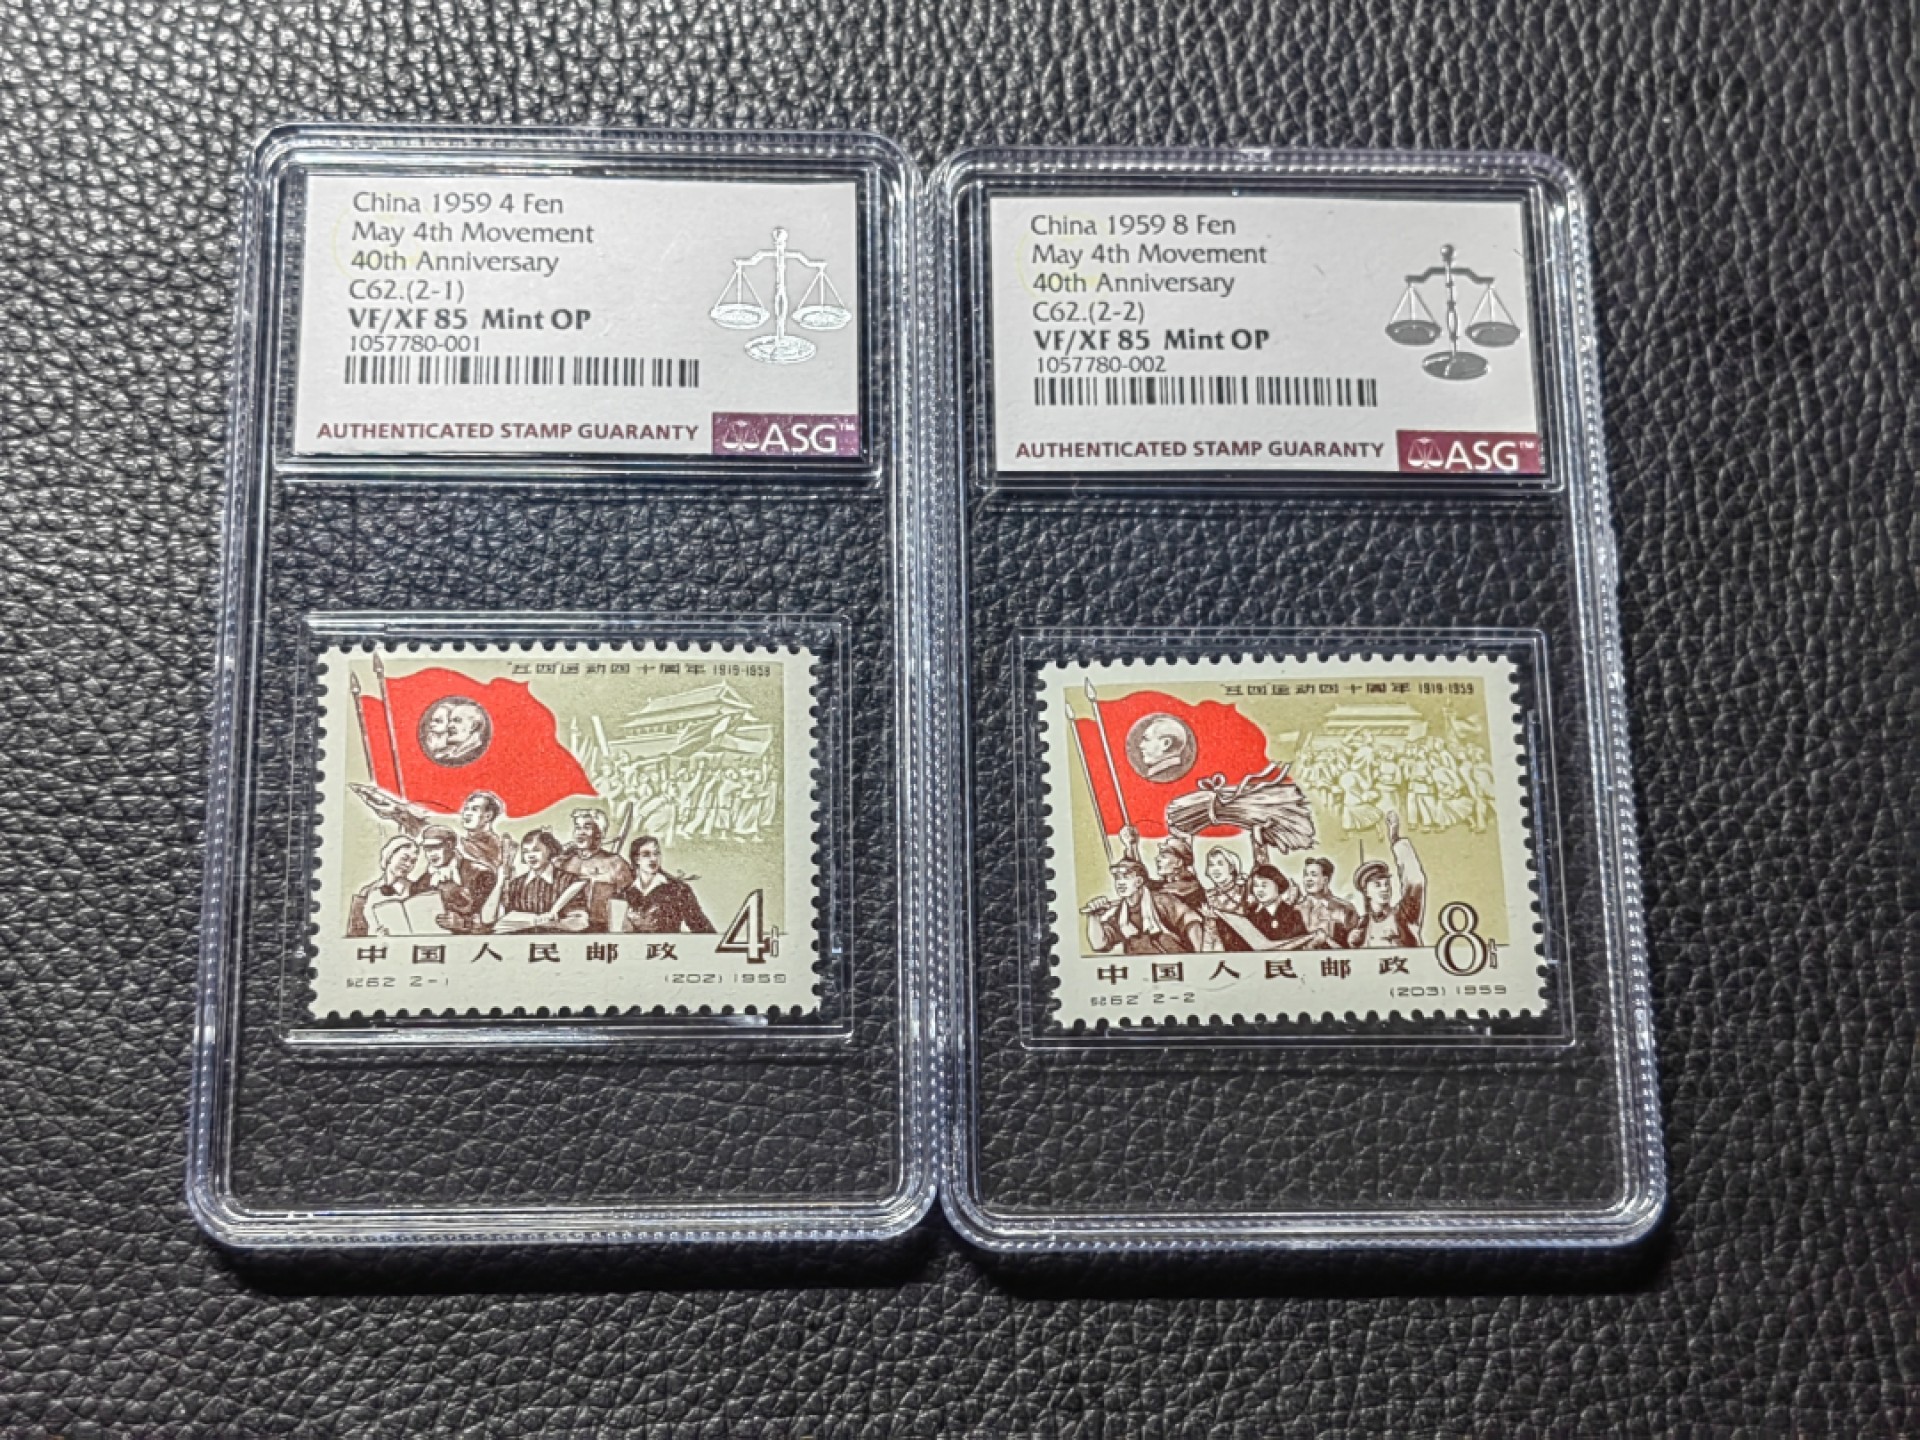 China 1959 4 Fen
May 4th Movement
40th Anniversary
C62.(2-1)
VF/XF 85 Mint OP
1057780-001
AUTHENTICATED STAMP GUARANTY ASG™
China 1959 8 Fen
May 4th Movement
40th Anniversary
C62.(2-2)
VF/XF 85 Mint OP
1057780-002
AUTHENTICATED STAMP GUARANTY ASG™
五四运动四十周年 1919-1959
4分
中国人民邮政
纪62 2-1 (202) 1959
五四运动四十周年 1919-1959
8分
中国人民邮政
纪62 2-2 (203) 1959